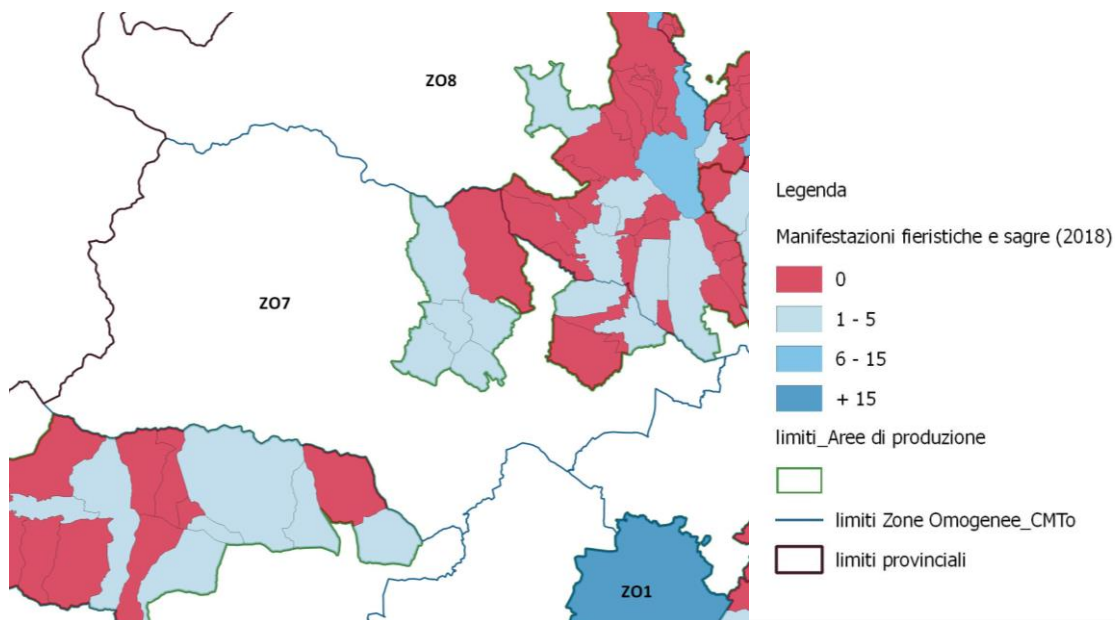 ZO8
ZO7
ZO1
Legenda
Manifestazioni fieristiche e sagre (2018)
0
1 - 5
6 - 15
+ 15
limiti_Aree di produzione
limiti Zone Omogenee_CMTo
limiti provinciali